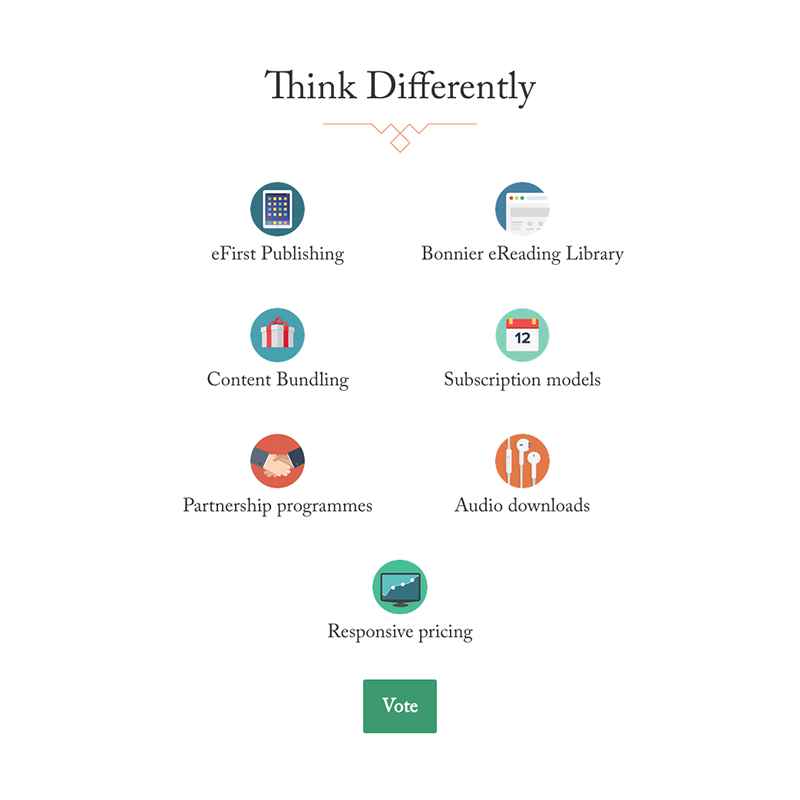 Think Differently
eFirst Publishing
Bonnier eReading Library
Content Bundling
12
Subscription models
Partnership programmes
Audio downloads
Responsive pricing
Vote